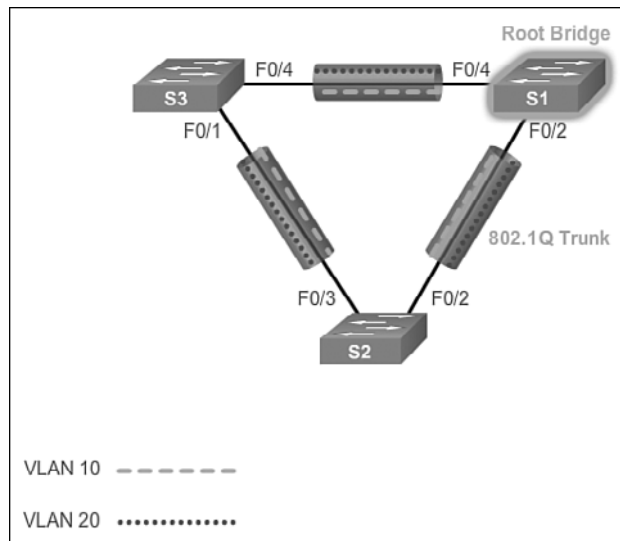 Root Bridge
F0/4 F0/4
S3 S1
F0/1 F0/2
802.1Q Trunk
F0/3 F0/2
S2
VLAN 10
VLAN 20